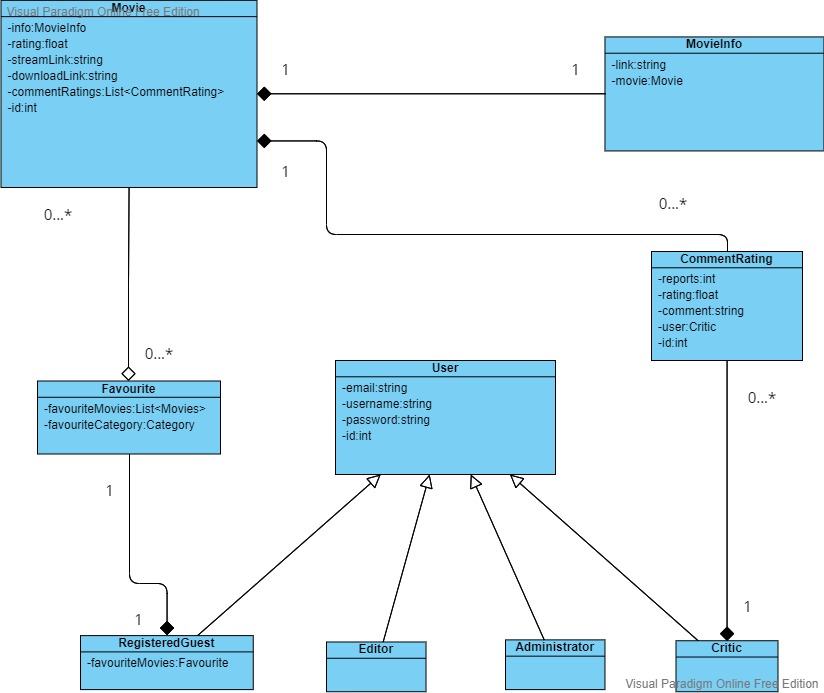 Movie
Visual Paradigm Online Free Edition
-info:MovieInfo
-rating:float
-streamLink:string
-downloadLink:string
-commentRatings:List<CommentRating>
-id:int
MovieInfo
-link:string
-movie:Movie
1
1
1
0...*
0...*
CommentRating
-reports:int
-rating:float
-comment:string
-user:Critic
-id:int
0...*
Favourite
-favouriteMovies:List<Movies>
-favouriteCategory:Category
User
-email:string
-username:string
-password:string
-id:int
0...*
1
1
1
RegisteredGuest
-favouriteMovies:Favourite
Editor
Administrator
Critic
Visual Paradigm Online Free Edition